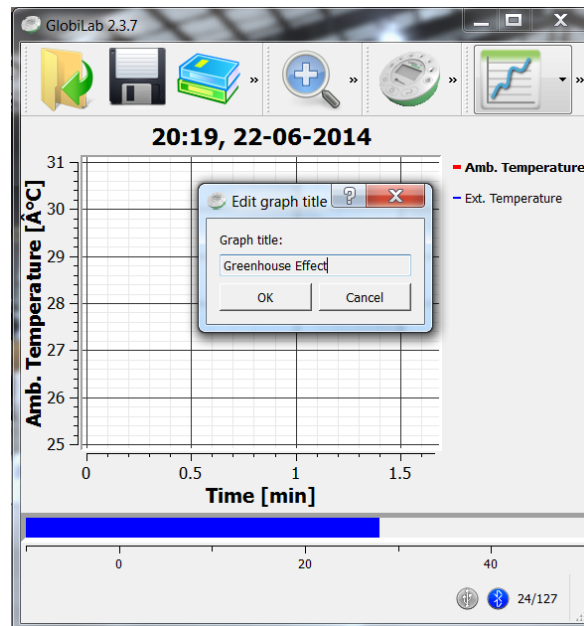 GlobiLab 2.3.7
» » » »
20:19, 22-06-2014
Amb. Temperature [Â°C]
31
30
29
28
27
26
25
0 0.5 1 1.5
Time [min]
Amb. Temperature
Ext. Temperature
Edit graph title
Graph title:
Greenhouse Effect
OK Cancel
0 20 40
24/127